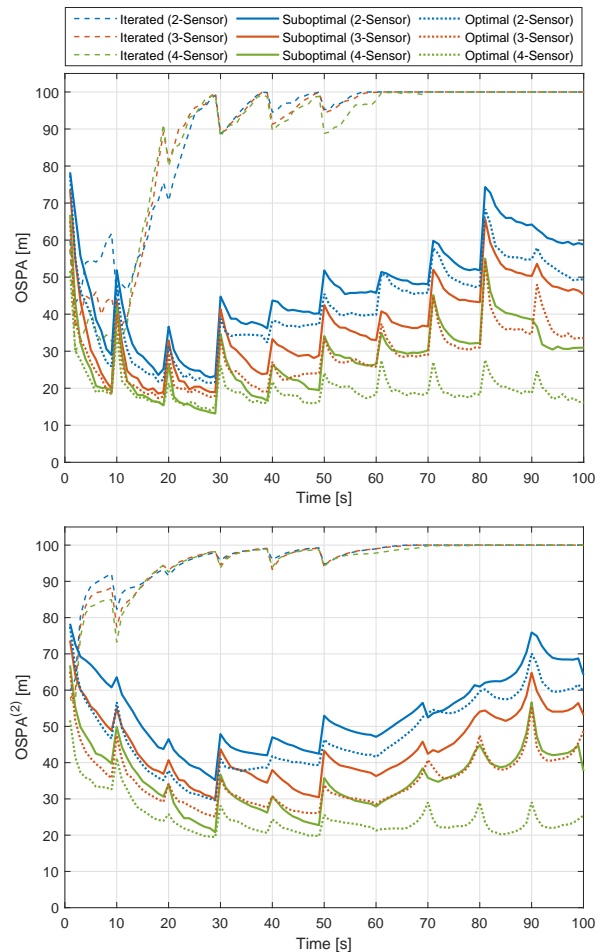 Iterated (2-Sensor) Suboptimal (2-Sensor) Optimal (2-Sensor)
Iterated (3-Sensor) Suboptimal (3-Sensor) Optimal (3-Sensor)
Iterated (4-Sensor) Suboptimal (4-Sensor) Optimal (4-Sensor)
100
90
80
70
60
50
40
30
20
10
0
OSPA [m]
0 10 20 30 40 50 60 70 80 90 100
Time [s]
100
90
80
70
60
50
40
30
20
10
0
OSPA(2) [m]
0 10 20 30 40 50 60 70 80 90 100
Time [s]